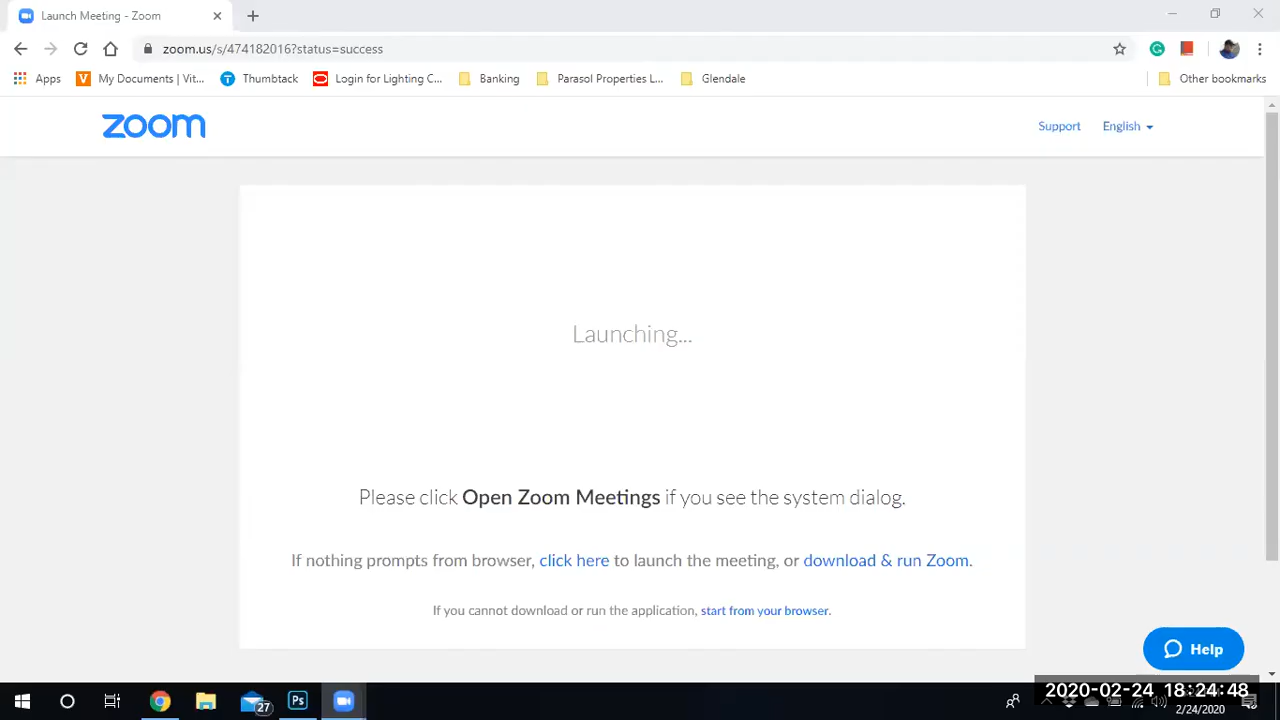 Launch Meeting - Zoom
zoom.us/s/474182016?status=success
Apps My Documents | Vit... Thumbtack Login for Lighting C... Banking Parasol Properties L... Glendale Other bookmarks
zoom Support English
Launching...
Please click Open Zoom Meetings if you see the system dialog.
If nothing prompts from browser, click here to launch the meeting, or download & run Zoom.
If you cannot download or run the application, start from your browser.
Help
2020-02-24 18:24:48
27 Ps
2/24/2020